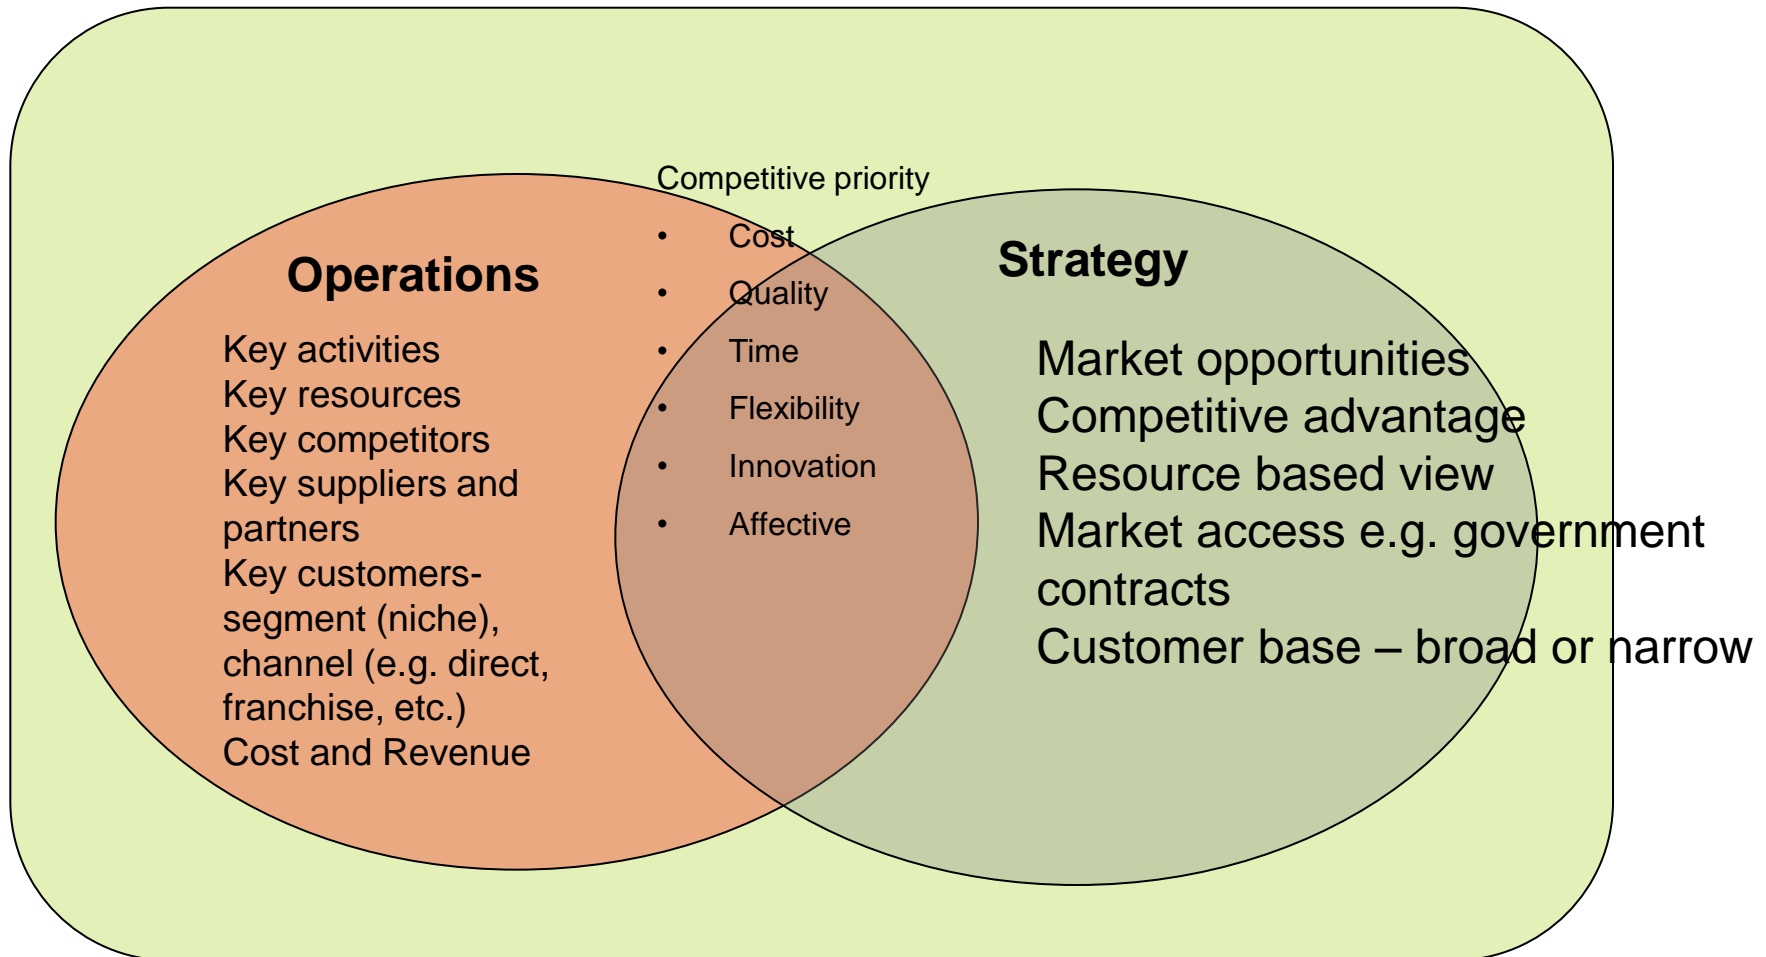 Competitive priority
• Cost
• Quality
• Time
• Flexibility
• Innovation
• Affective
Operations
Key activities
Key resources
Key competitors
Key suppliers and
partners
Key customers-
segment (niche),
channel (e.g. direct,
franchise, etc.)
Cost and Revenue
Strategy
Market opportunities
Competitive advantage
Resource based view
Market access e.g. government
contracts
Customer base – broad or narrow